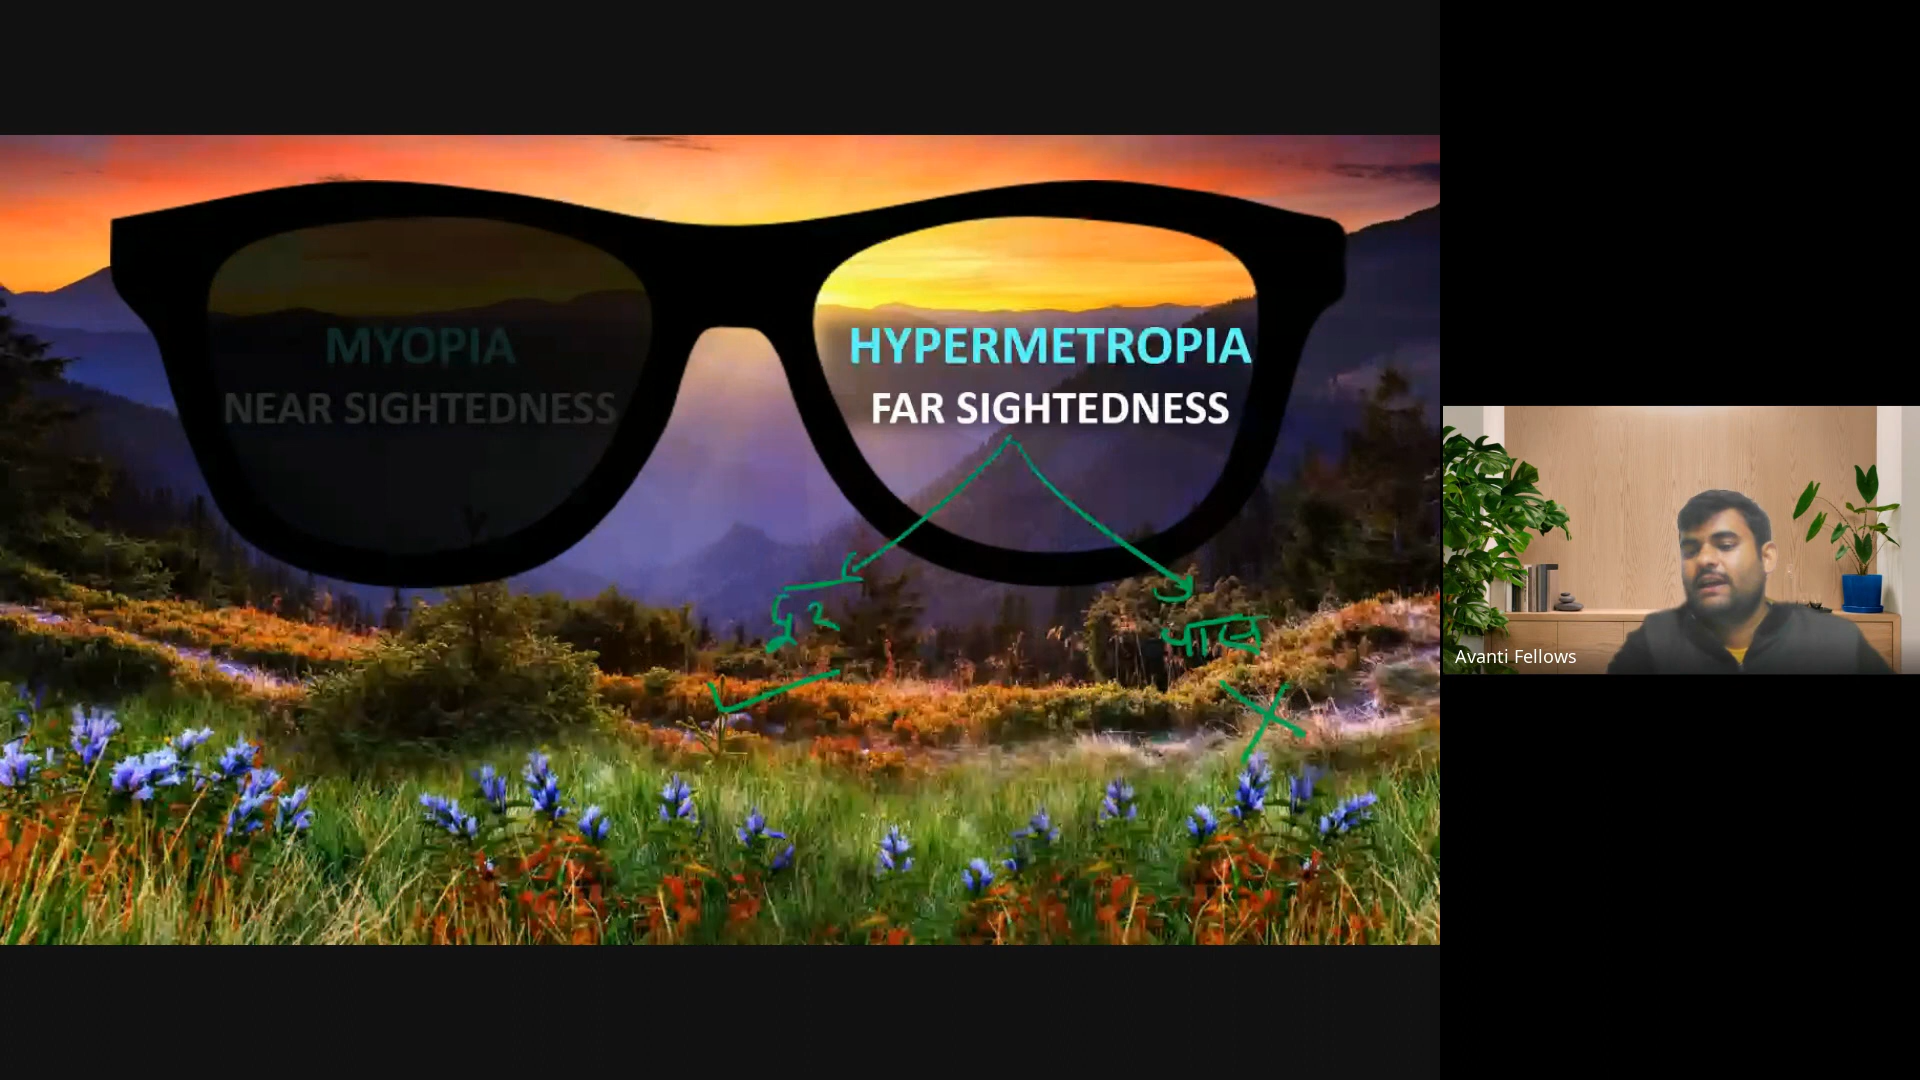 MYOPIA
NEAR SIGHTEDNESS
HYPERMETROPIA
FAR SIGHTEDNESS
दूर
पास
Avanti Fellows